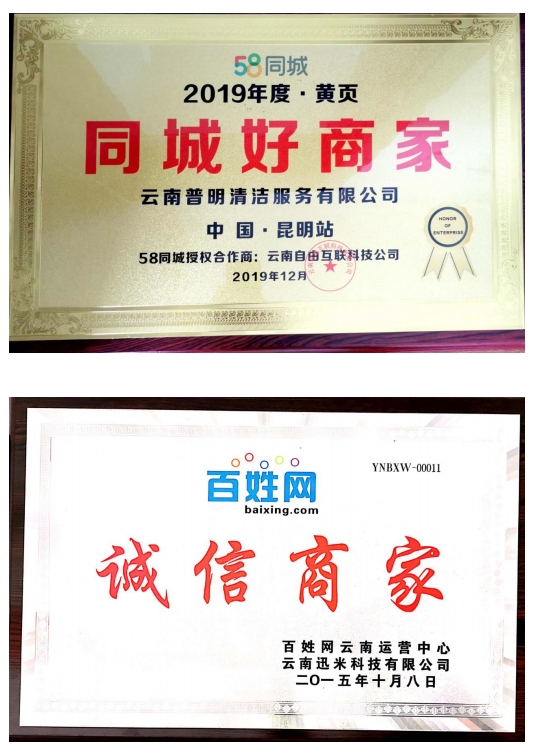 58同城
2019年度·黄页
同城好商家
云南普明清洁服务有限公司
中国·昆明站
HONOR
OF
ENTERPRISE
58同城授权合作商：云南自由互联科技公司
2019年12月
百姓网
YNBXW-00011
baixing.com
诚信商家
百姓网云南运营中心
云南迅米科技有限公司
二〇一五年十月八日